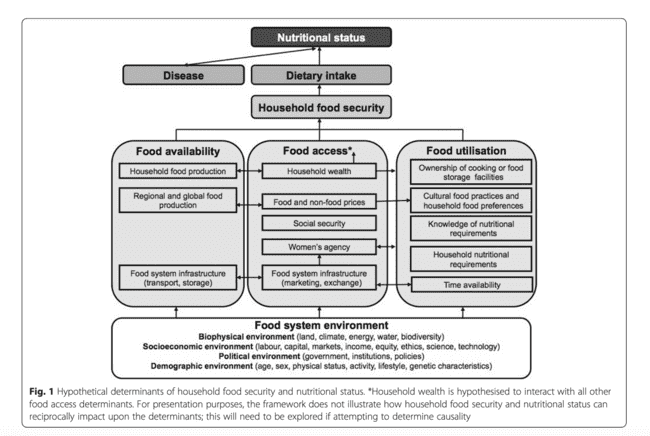 Nutritional status
Disease
Dietary intake
Household food security
Food availability
Household food production
Regional and global food
production
Food system infrastructure
(transport, storage)
Food access*
Household wealth
Food and non-food prices
Social security
Women's agency
Food system infrastructure
(marketing, exchange)
Food utilisation
Ownership of cooking or food
storage facilities
Cultural food practices and
household food preferences
Knowledge of nutritional
requirements
Household nutritional
requirements
Time availability
Food system environment
Biophysical environment (land, climate, energy, water, biodiversity)
Socioeconomic environment (labour, capital, markets, income, equity, ethics, science, technology)
Political environment (government, institutions, policies)
Demographic environment (age, sex, physical status, activity, lifestyle, genetic characteristics)
Fig. 1 Hypothetical determinants of household food security and nutritional status. *Household wealth is hypothesised to interact with all other
food access determinants. For presentation purposes, the framework does not illustrate how household food security and nutritional status can
reciprocally impact upon the determinants; this will need to be explored if attempting to determine causality